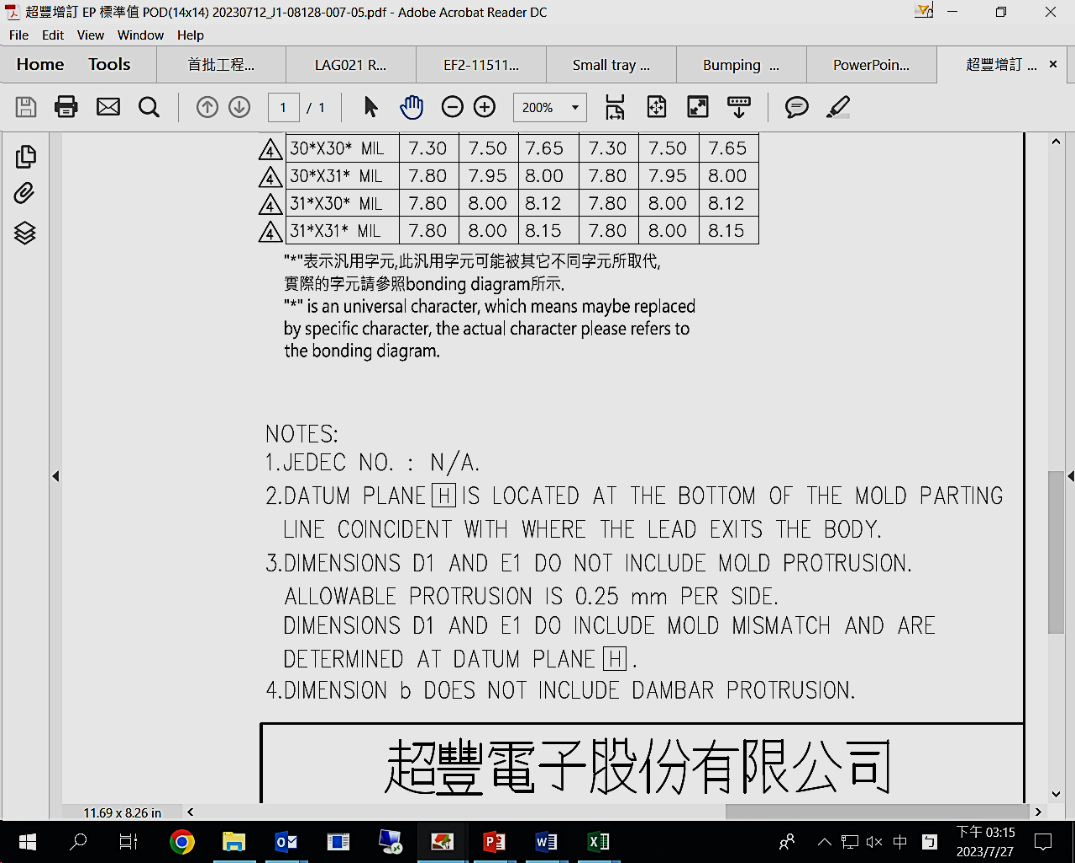 超豐增訂 EP 標準值 POD(14x14) 20230712_J1-08128-007-05.pdf - Adobe Acrobat Reader DC
File Edit View Window Help
Home Tools 首批工程... LAG021 R... EF2-11511... Small tray ... Bumping ... PowerPoin... 超豐增訂 ... ×
1 / 1 200%
4 30*X30* MIL 7.30 7.50 7.65 7.30 7.50 7.65
4 30*X31* MIL 7.80 7.95 8.00 7.80 7.95 8.00
4 31*X30* MIL 7.80 8.00 8.12 7.80 8.00 8.12
4 31*X31* MIL 7.80 8.00 8.15 7.80 8.00 8.15
"*"表示汎用字元,此汎用字元可能被其它不同字元所取代,
實際的字元請參照bonding diagram所示.
"*" is an universal character, which means maybe replaced
by specific character, the actual character please refers to
the bonding diagram.
NOTES:
1.JEDEC NO. : N/A.
2.DATUM PLANE H IS LOCATED AT THE BOTTOM OF THE MOLD PARTING
LINE COINCIDENT WITH WHERE THE LEAD EXITS THE BODY.
3.DIMENSIONS D1 AND E1 DO NOT INCLUDE MOLD PROTRUSION.
ALLOWABLE PROTRUSION IS 0.25 mm PER SIDE.
DIMENSIONS D1 AND E1 DO INCLUDE MOLD MISMATCH AND ARE
DETERMINED AT DATUM PLANE H .
4.DIMENSION b DOES NOT INCLUDE DAMBAR PROTRUSION.
超豐電子股份有限公司
11.69 x 8.26 in
中 下午 03:15
2023/7/27